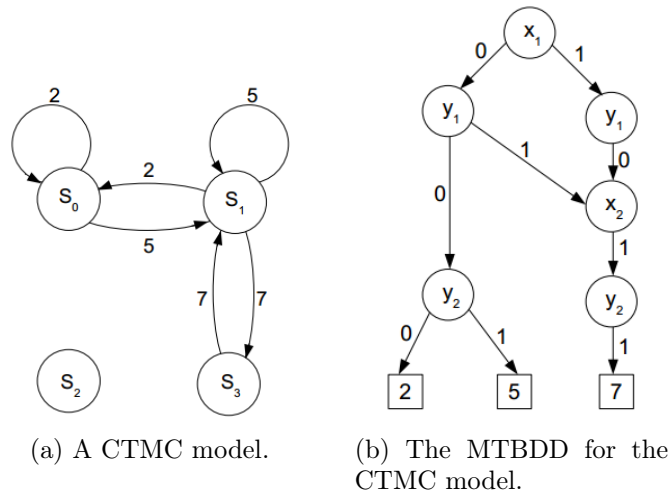 2
5
S₀
2
S₁
5
7
7
S₂
S₃
(a) A CTMC model.
x₁
0
1
y₁
y₁
1
0
0
x₂
1
y₂
y₂
0
1
1
2
5
7
(b) The MTBDD for the
CTMC model.